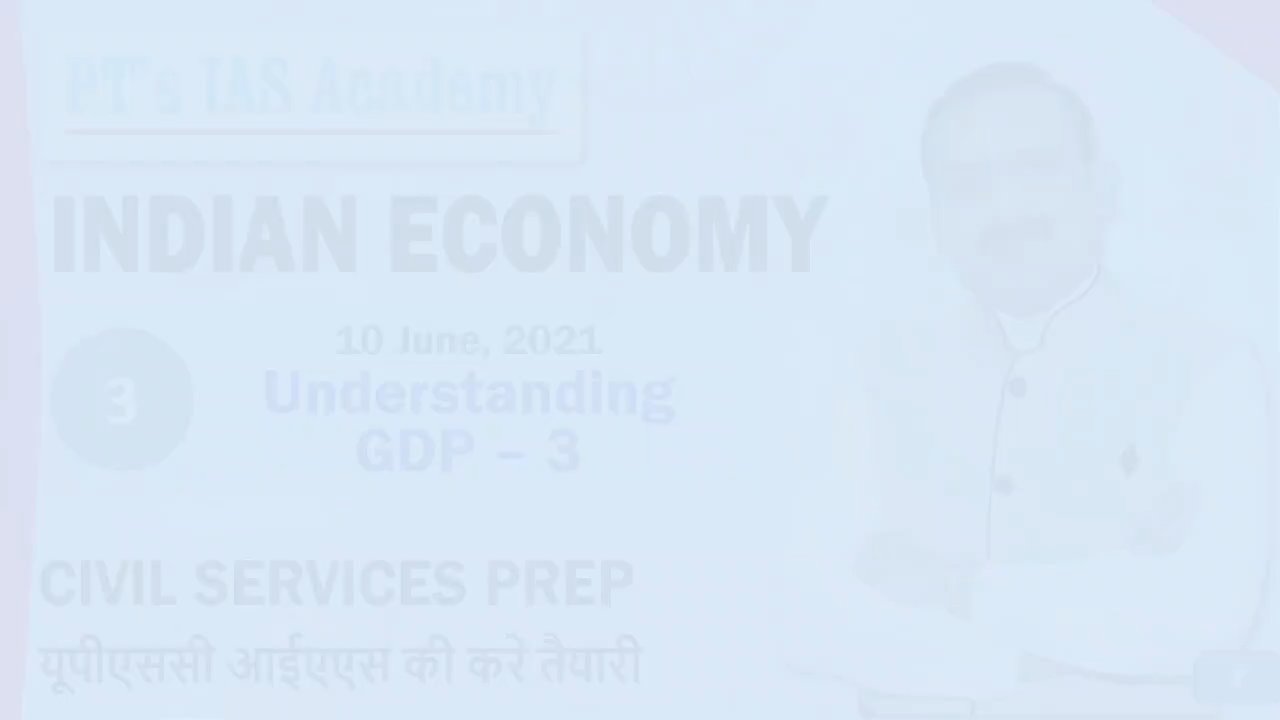 PT's IAS Academy
INDIAN ECONOMY
10 June, 2021
3
Understanding
GDP – 3
CIVIL SERVICES PREP
यूपीएससी आईएएस की करें तैयारी